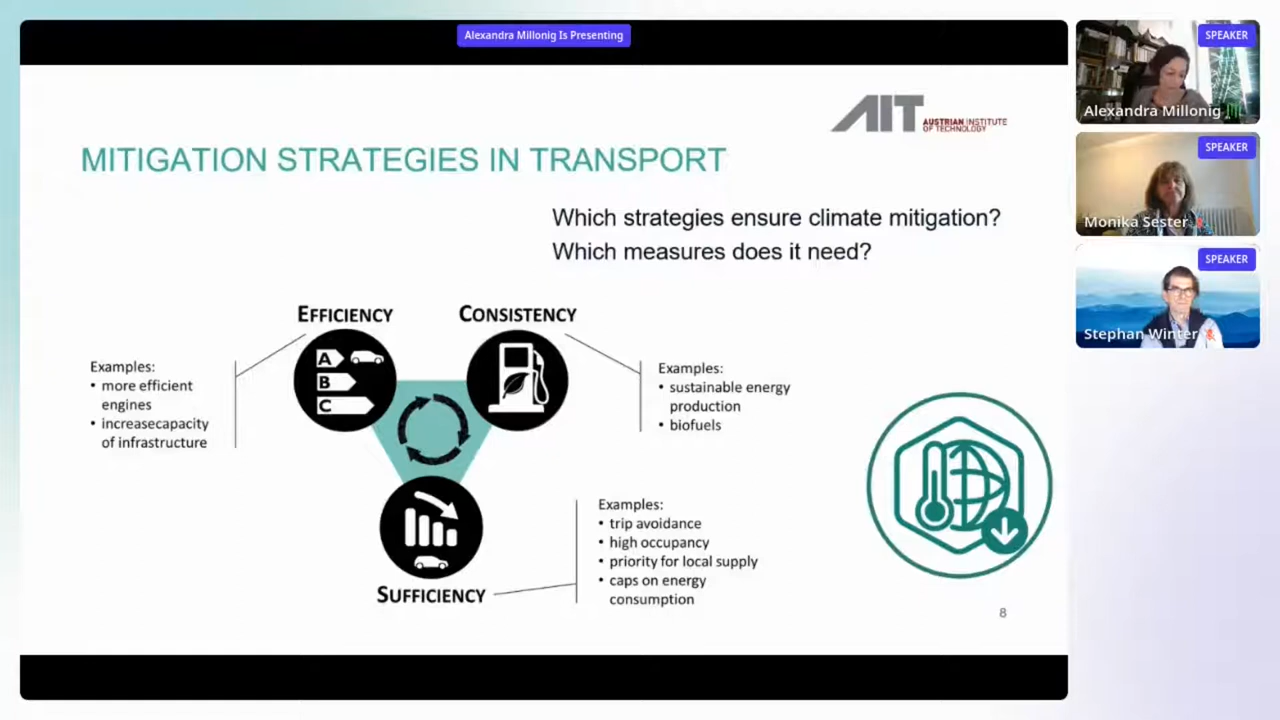 Alexandra Millonig Is Presenting
AIT
AUSTRIAN INSTITUTE
OF TECHNOLOGY
MITIGATION STRATEGIES IN TRANSPORT
Which strategies ensure climate mitigation?
Which measures does it need?
EFFICIENCY
CONSISTENCY
A
B
C
Examples:
• more efficient
engines
• increasecapacity
of infrastructure
Examples:
• sustainable energy
production
• biofuels
SUFFICIENCY
Examples:
• trip avoidance
• high occupancy
• priority for local supply
• caps on energy
consumption
8
SPEAKER
Alexandra Millonig
SPEAKER
Monika Sester
SPEAKER
Stephan Winter